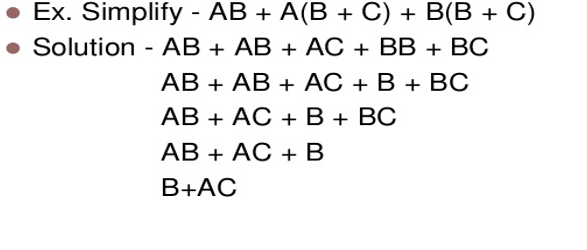 • Ex. Simplify - AB + A(B + C) + B(B + C)
• Solution - AB + AB + AC + BB + BC
AB + AB + AC + B + BC
AB + AC + B + BC
AB + AC + B
B+AC